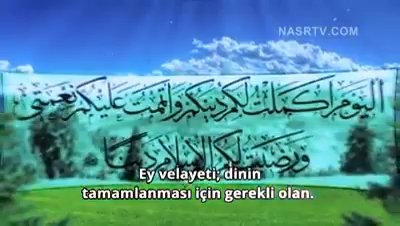 NASRTV.COM
اليوم اكملت لكم دينكم واتممت عليكم نعمتي
ورضيت لكم الاسلام دينا
Ey velayeti; dinin
tamamlanması için gerekli olan.